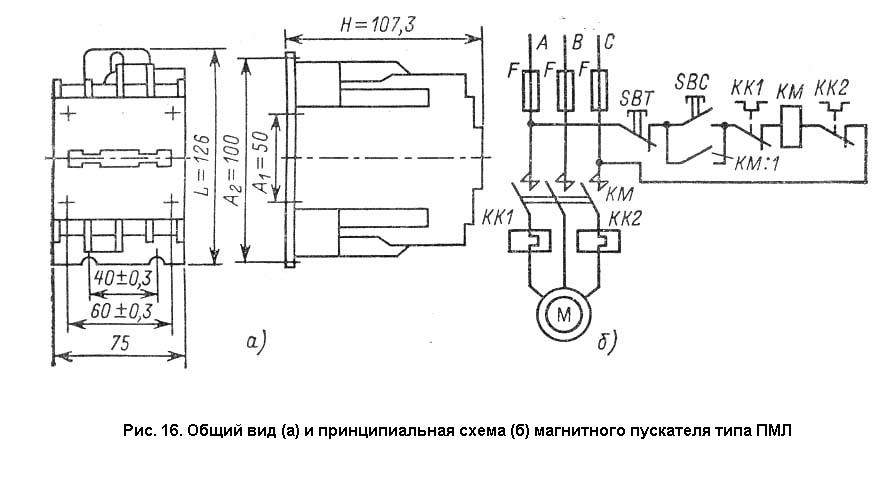 H=107,3
L=126
A₂=100
A₁=50
40±0,3
60±0,3
75
а)
A B C
F F F
SBT
SBC
KK1
KM
KK2
KM:1
KM
KK1
KK2
M
б)
Рис. 16. Общий вид (а) и принципиальная схема (б) магнитного пускателя типа ПМЛ